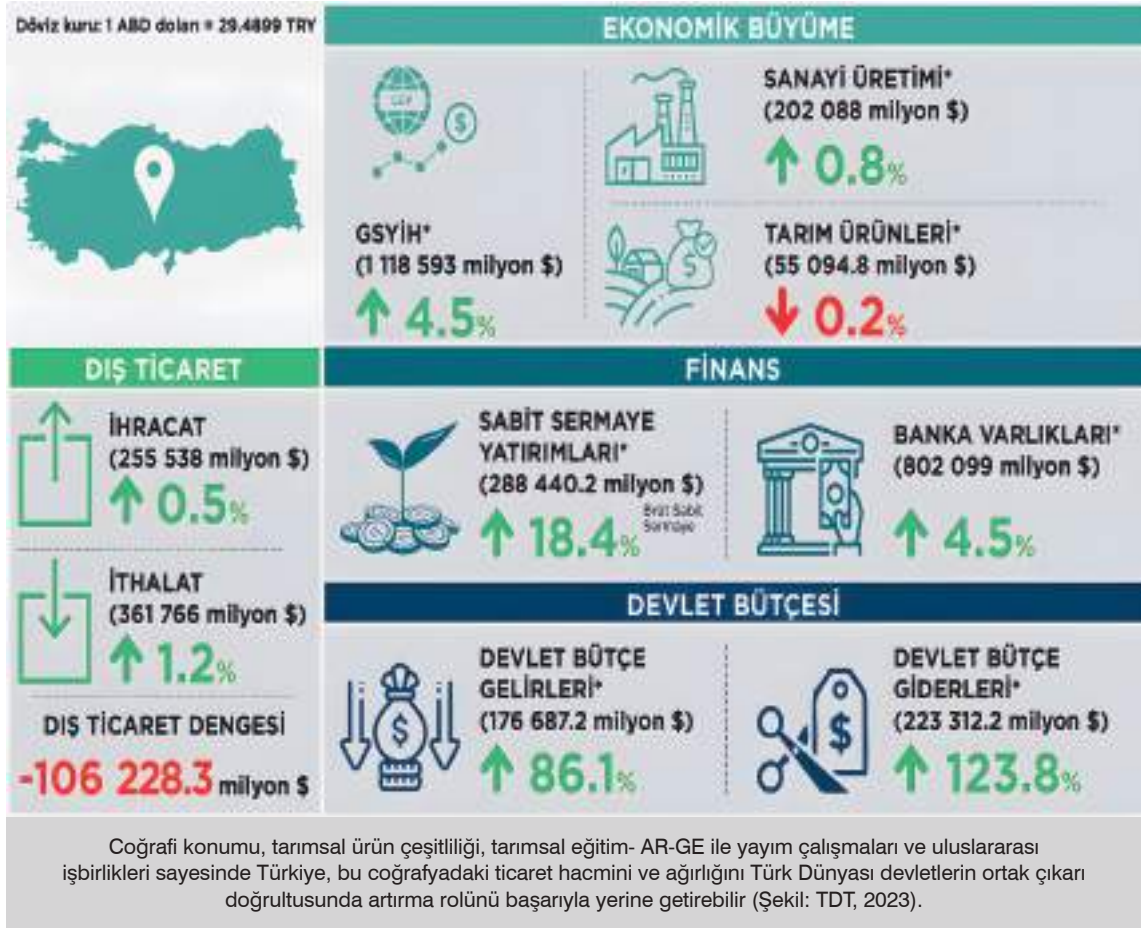 Döviz kuru: 1 ABD doları = 29.4899 TRY
EKONOMİK BÜYÜME
GSYİH*
(1 118 593 milyon $)
4.5%
SANAYİ ÜRETİMİ*
(202 088 milyon $)
0.8%
TARIM ÜRÜNLERİ*
(55 094.8 milyon $)
0.2%
DIŞ TİCARET
İHRACAT
(255 538 milyon $)
0.5%
İTHALAT
(361 766 milyon $)
1.2%
DIŞ TİCARET DENGESİ
-106 228.3 milyon $
FİNANS
SABİT SERMAYE
YATIRIMLARI*
(288 440.2 milyon $)
18.4%
Brüt Sabit
Sermaye
BANKA VARLIKLARI*
(802 099 milyon $)
4.5%
DEVLET BÜTÇESİ
DEVLET BÜTÇE
GELİRLERİ*
(176 687.2 milyon $)
86.1%
DEVLET BÜTÇE
GİDERLERİ*
(223 312.2 milyon $)
123.8%
Coğrafi konumu, tarımsal ürün çeşitliliği, tarımsal eğitim- AR-GE ile yayım çalışmaları ve uluslararası
işbirlikleri sayesinde Türkiye, bu coğrafyadaki ticaret hacmini ve ağırlığını Türk Dünyası devletlerin ortak çıkarı
doğrultusunda artırma rolünü başarıyla yerine getirebilir (Şekil: TDT, 2023).